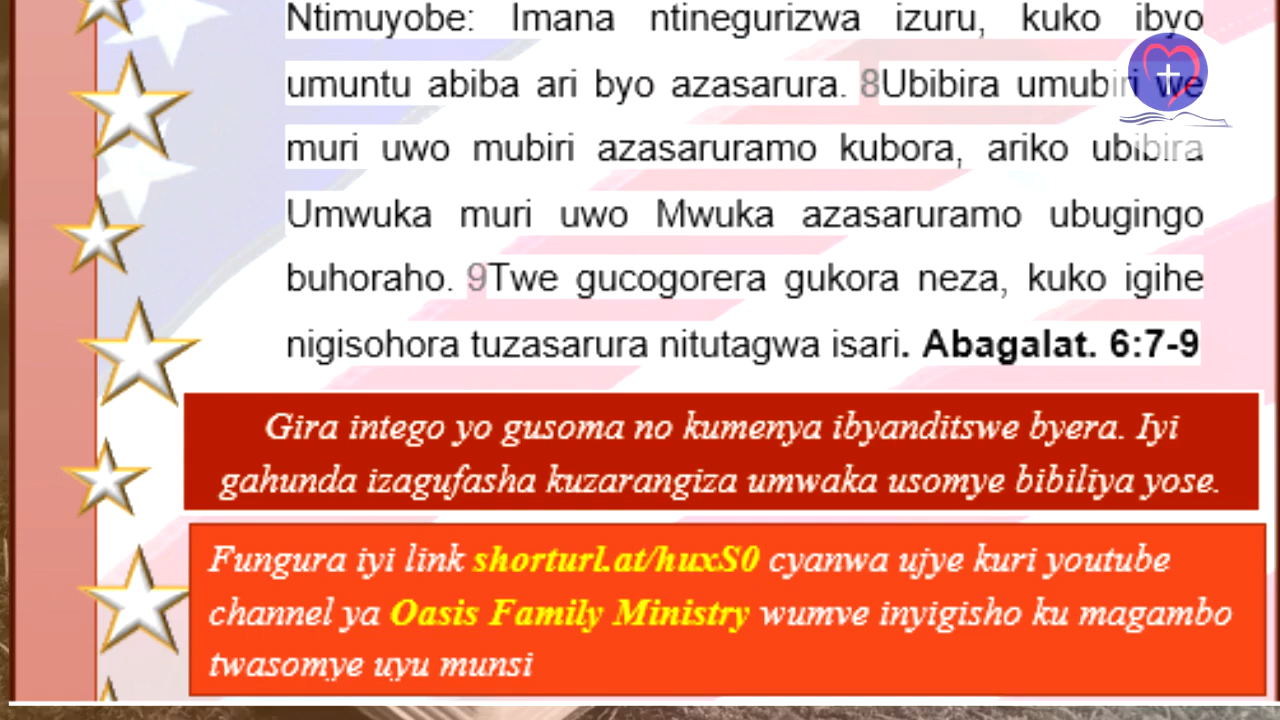 Ntimuyobe: Imana ntinegurizwa izuru, kuko ibyo
umuntu abiba ari byo azasarura. 8Ubibira umubiri we
muri uwo mubiri azasaruramo kubora, ariko ubibira
Umwuka muri uwo Mwuka azasaruramo ubugingo
buhoraho. 9Twe gucogorera gukora neza, kuko igihe
nigisohora tuzasarura nitutagwa isari. Abagalat. 6:7-9
Gira intego yo gusoma no kumenya ibyanditswe byera. Iyi
gahunda izagufasha kuzarangiza umwaka usomye bibiliya yose.
Fungura iyi link shorturl.at/huxS0 cyanwa ujye kuri youtube
channel ya Oasis Family Ministry wumve inyigisho ku magambo
twasomye uyu munsi